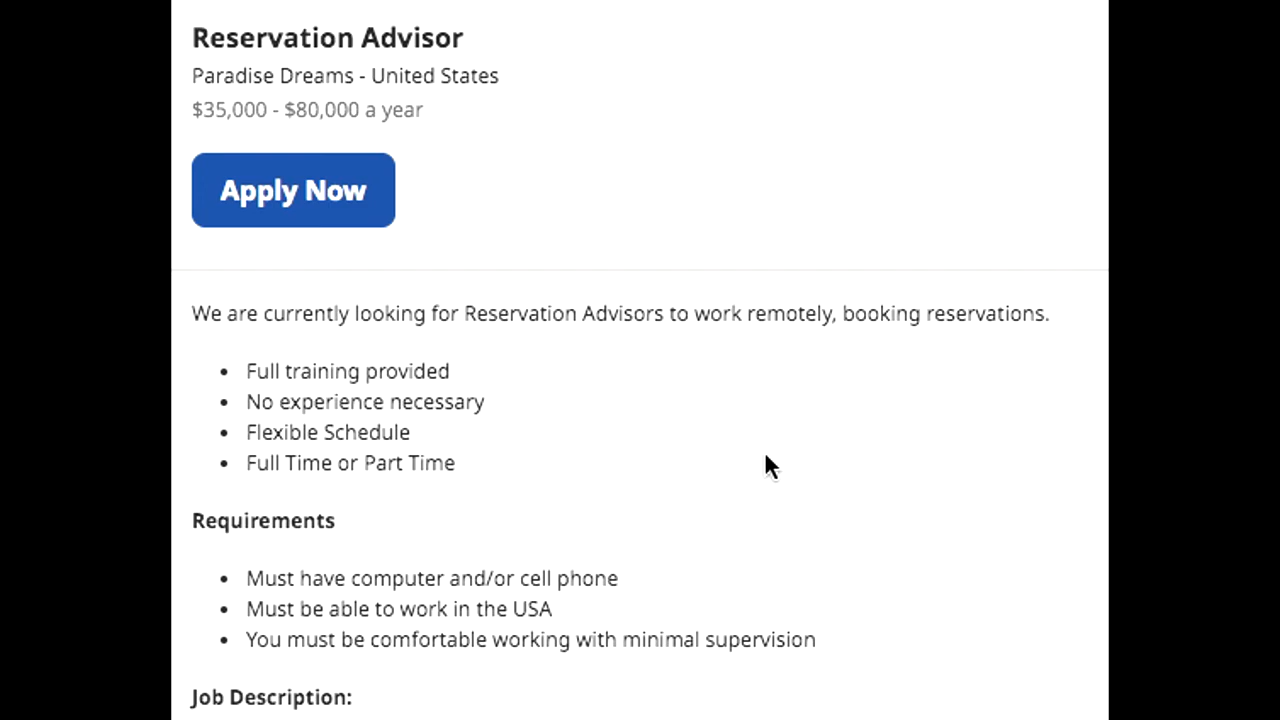 Reservation Advisor
Paradise Dreams - United States
$35,000 - $80,000 a year
Apply Now
We are currently looking for Reservation Advisors to work remotely, booking reservations.
• Full training provided
• No experience necessary
• Flexible Schedule
• Full Time or Part Time
Requirements
• Must have computer and/or cell phone
• Must be able to work in the USA
• You must be comfortable working with minimal supervision
Job Description: